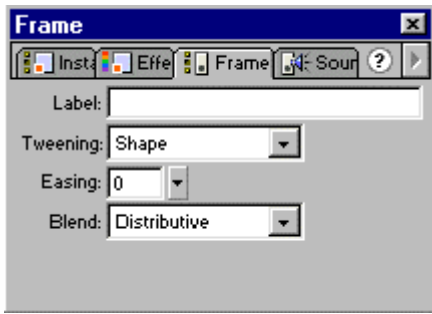 Frame
Insta Effe Frame Sour ?
Label:
Tweening: Shape
Easing: 0
Blend: Distributive